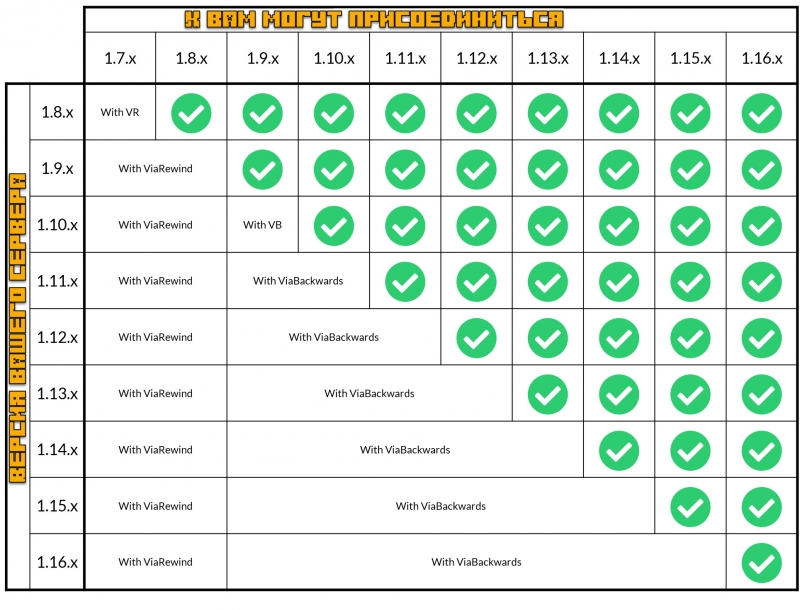 К ВАМ МОГУТ ПРИСОЕДИНИТЬСЯ
1.7.x 1.8.x 1.9.x 1.10.x 1.11.x 1.12.x 1.13.x 1.14.x 1.15.x 1.16.x
ВЕРСИЯ ВАШЕГО СЕРВЕРУ
1.8.x With VR
1.9.x With ViaRewind
1.10.x With ViaRewind With VB
1.11.x With ViaRewind With ViaBackwards
1.12.x With ViaRewind With ViaBackwards
1.13.x With ViaRewind With ViaBackwards
1.14.x With ViaRewind With ViaBackwards
1.15.x With ViaRewind With ViaBackwards
1.16.x With ViaRewind With ViaBackwards